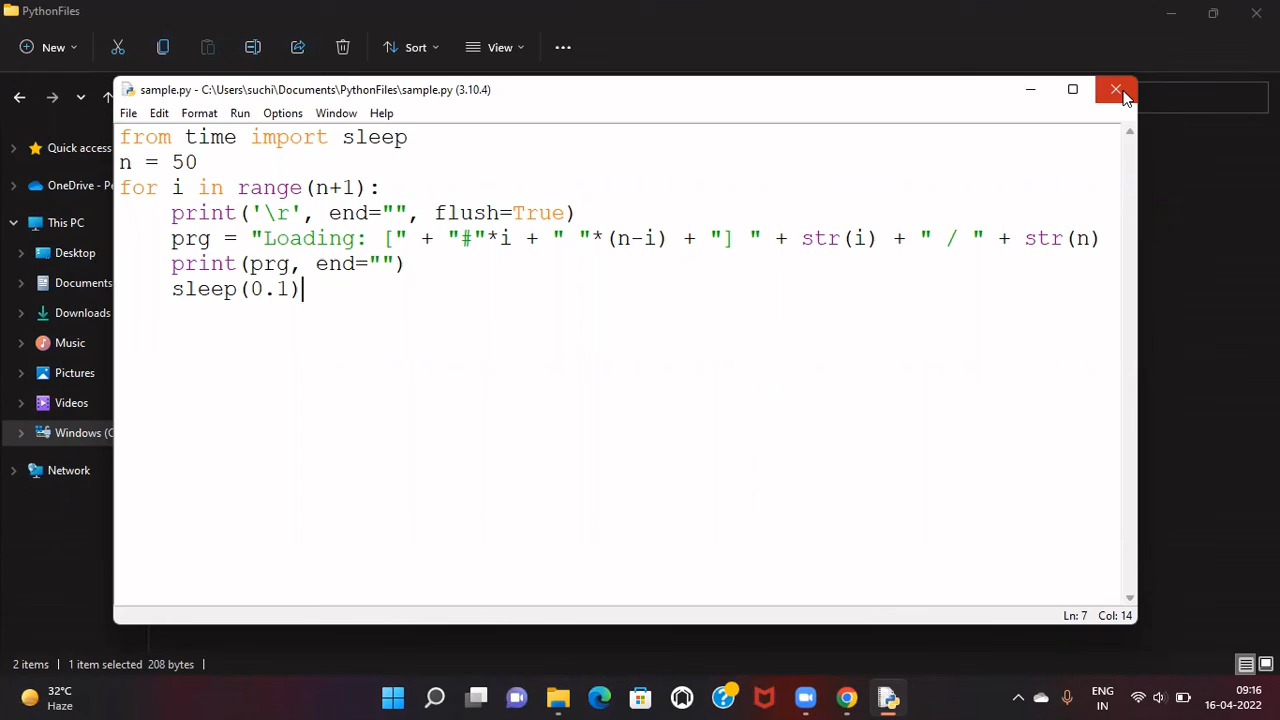 PythonFiles
New
Sort
View
sample.py - C:\Users\suchi\Documents\PythonFiles\sample.py (3.10.4)
File Edit Format Run Options Window Help
from time import sleep
n = 50
for i in range(n+1):
    print('\r', end="", flush=True)
    prg = "Loading: [" + "#"*i + " "*(n-i) + "] " + str(i) + " / " + str(n)
    print(prg, end="")
    sleep(0.1)
Quick access
OneDrive - P
This PC
Desktop
Documents
Downloads
Music
Pictures
Videos
Windows (C
Network
Ln: 7 Col: 14
2 items 1 item selected 208 bytes
32°C
Haze
ENG
IN
09:16
16-04-2022